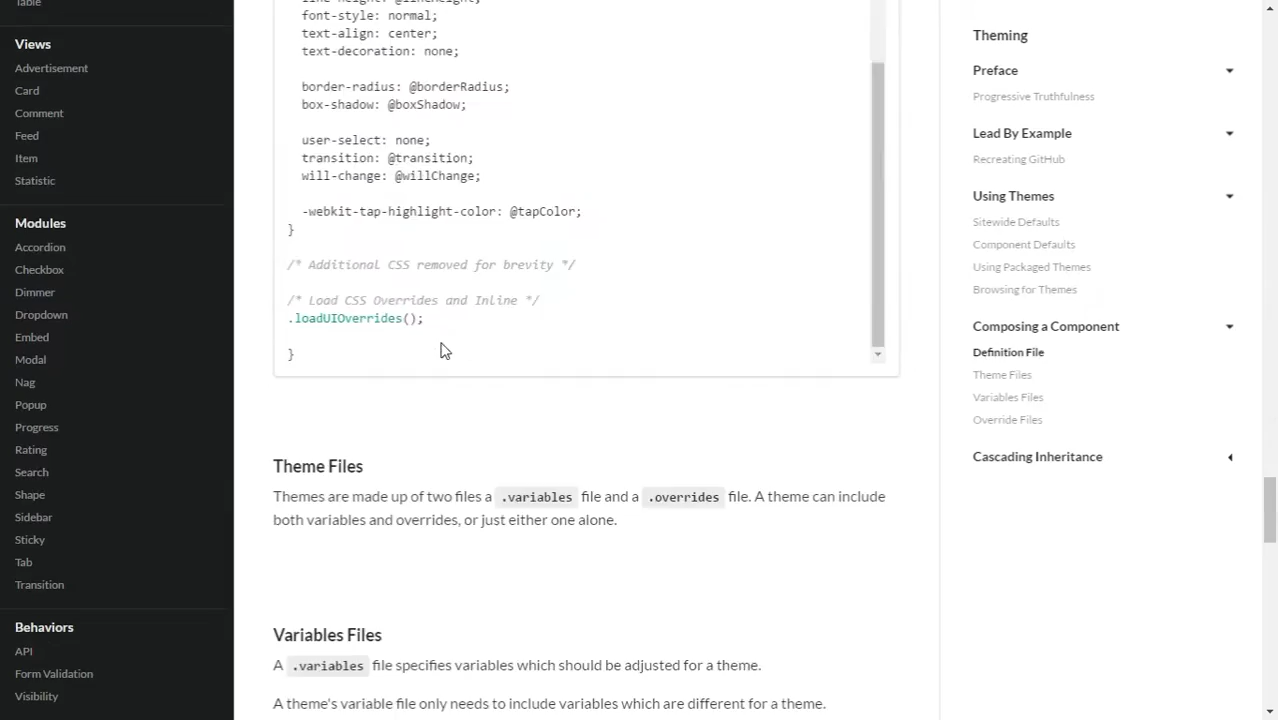 Table
Views
Advertisement
Card
Comment
Feed
Item
Statistic
Modules
Accordion
Checkbox
Dimmer
Dropdown
Embed
Modal
Nag
Popup
Progress
Rating
Search
Shape
Sidebar
Sticky
Tab
Transition
Behaviors
API
Form Validation
Visibility
line-height: @lineHeight;
font-style: normal;
text-align: center;
text-decoration: none;
border-radius: @borderRadius;
box-shadow: @boxShadow;
user-select: none;
transition: @transition;
will-change: @willChange;
-webkit-tap-highlight-color: @tapColor;
}
/* Additional CSS removed for brevity */
/* Load CSS Overrides and Inline */
.loadUIOverrides();
}
Theme Files
Themes are made up of two files a .variables file and a .overrides file. A theme can include
both variables and overrides, or just either one alone.
Variables Files
A .variables file specifies variables which should be adjusted for a theme.
A theme's variable file only needs to include variables which are different for a theme.
Theming
Preface
Progressive Truthfulness
Lead By Example
Recreating GitHub
Using Themes
Sitewide Defaults
Component Defaults
Using Packaged Themes
Browsing for Themes
Composing a Component
Definition File
Theme Files
Variables Files
Override Files
Cascading Inheritance